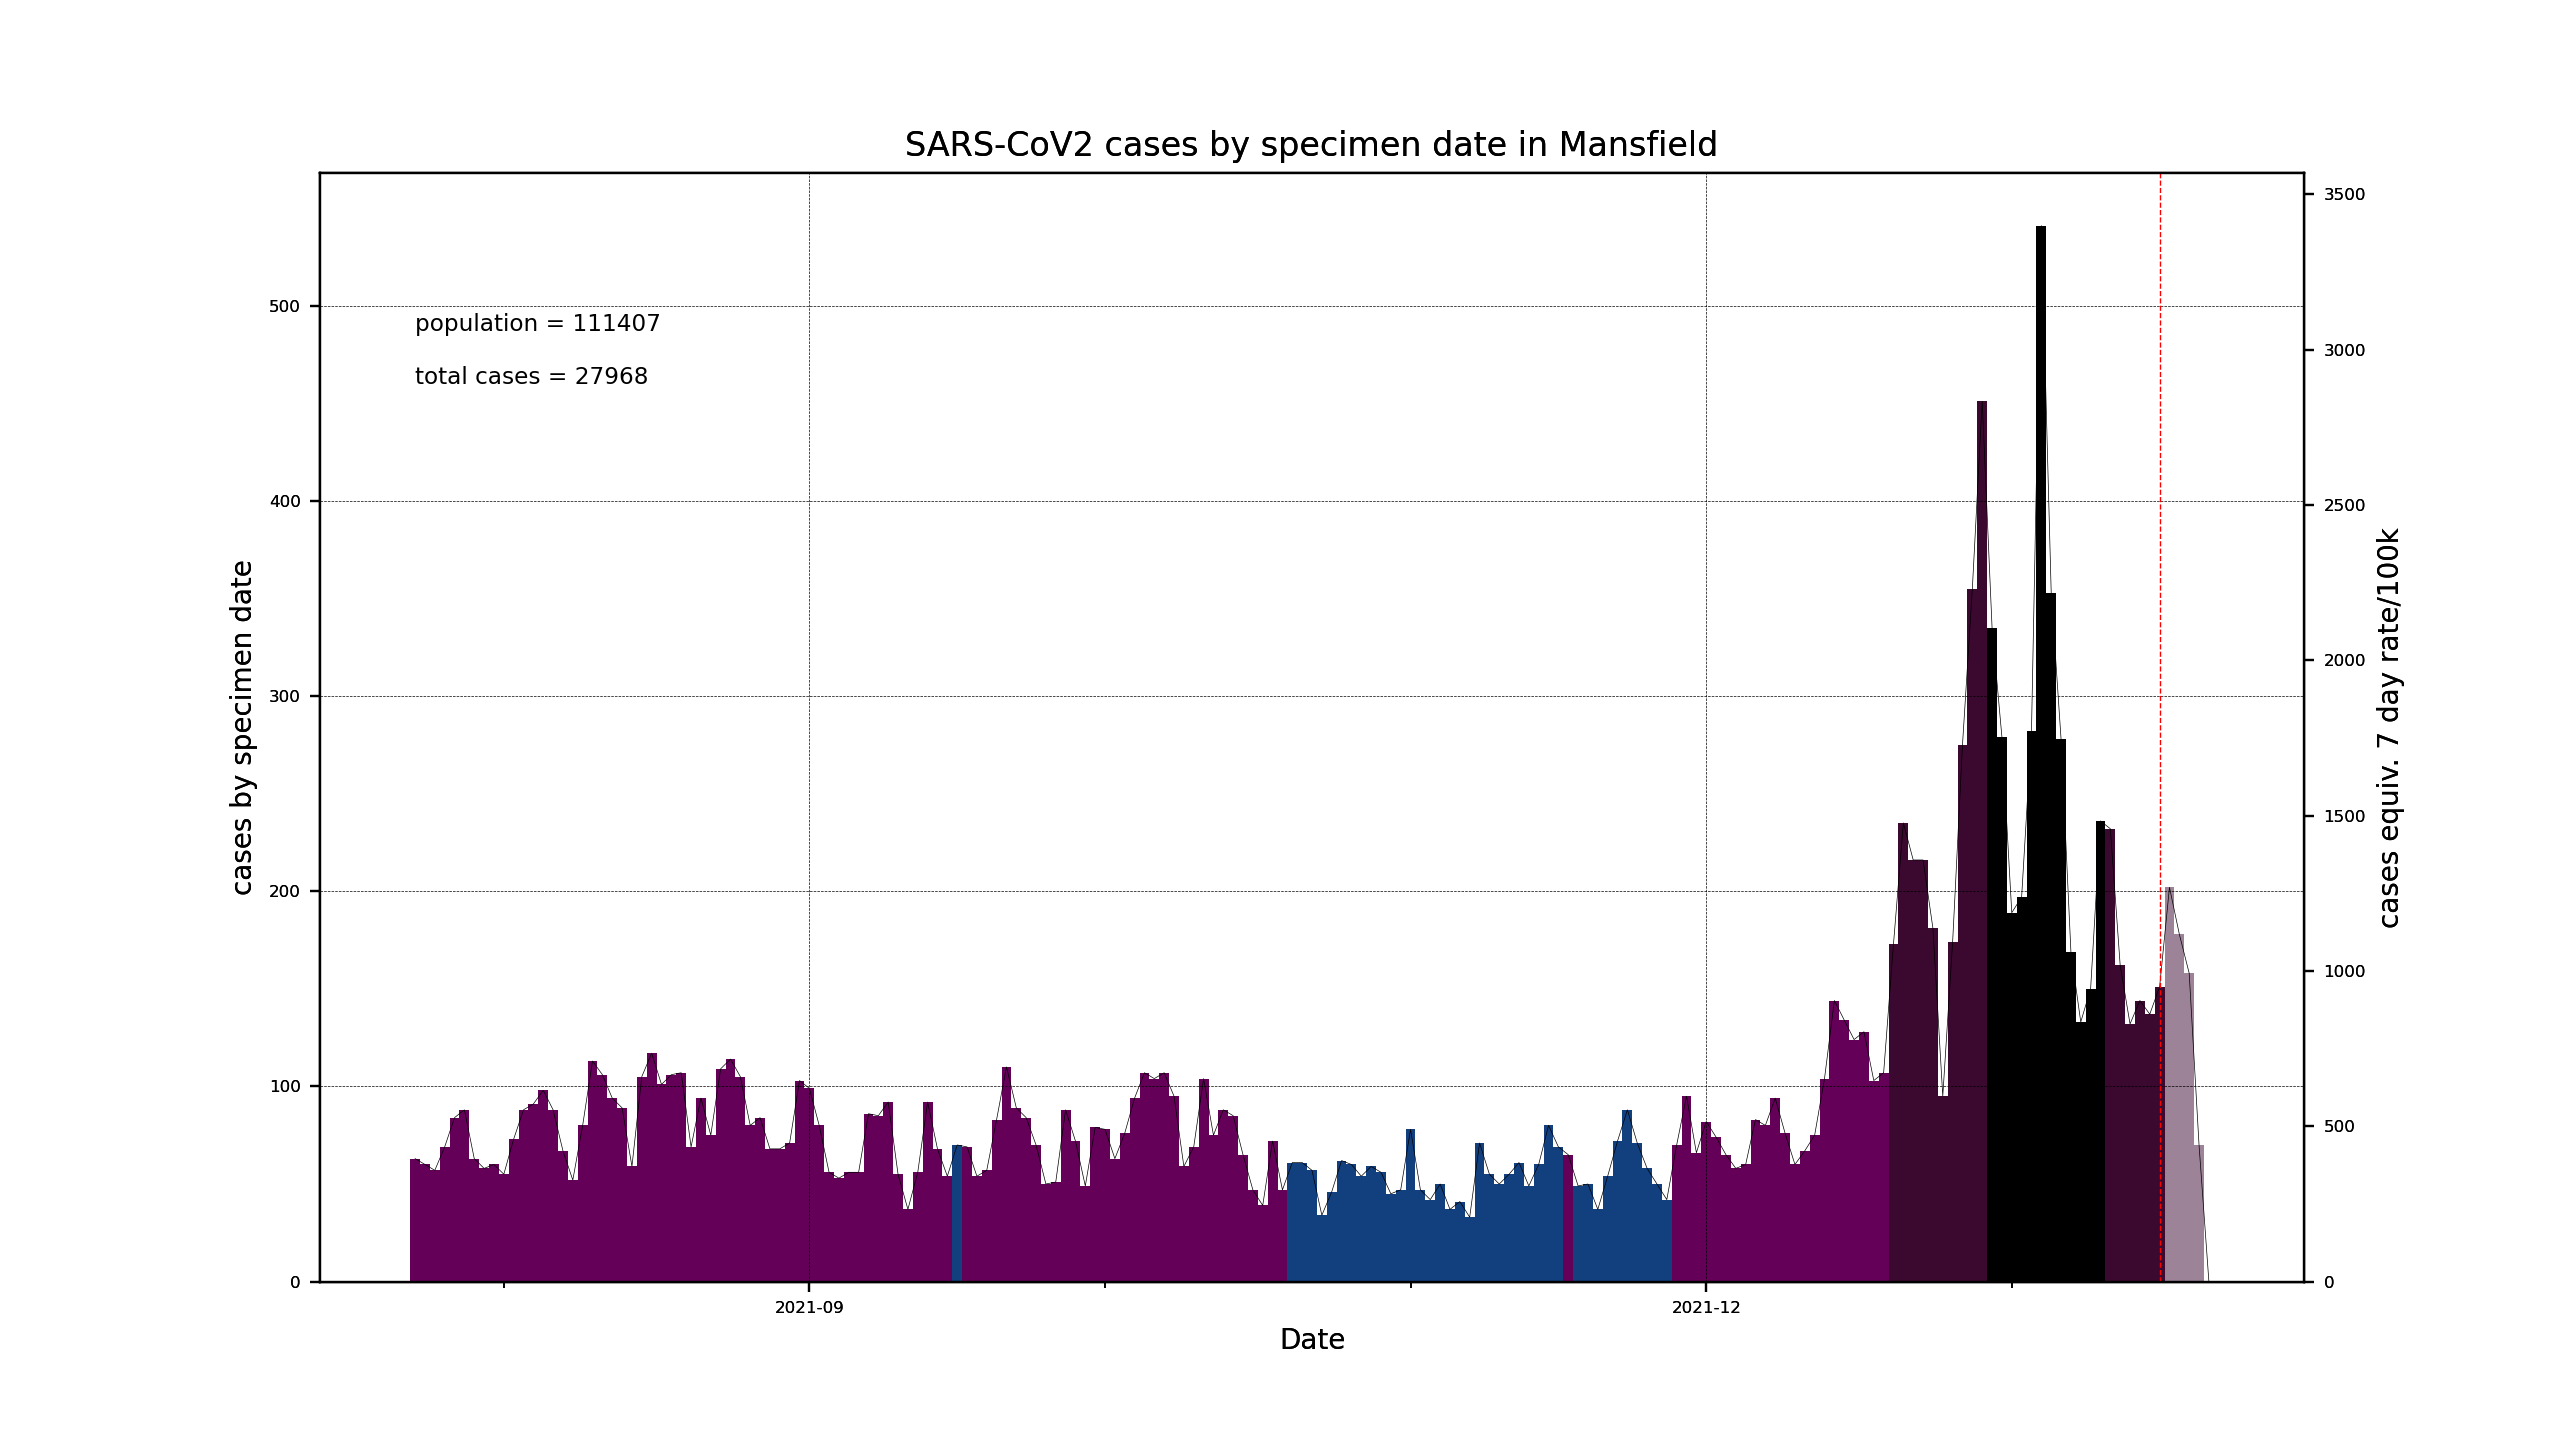 SARS-CoV2 cases by specimen date in Mansfield
population = 111407
total cases = 27968
cases by specimen date
500
400
300
200
100
0
3500
3000
2500
2000
1500
1000
500
0
cases equiv. 7 day rate/100k
2021-09
2021-12
Date